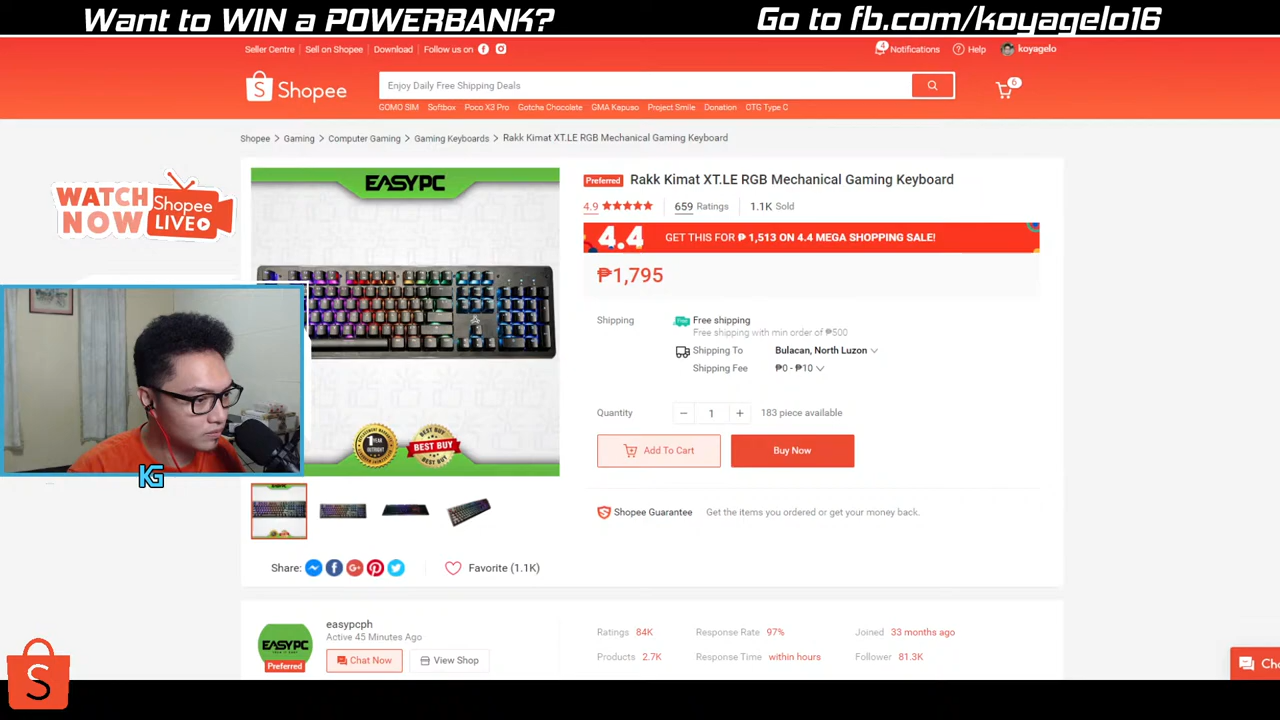 Want to WIN a POWERBANK?
Go to fb.com/koyagelo16
Seller Centre
Sell on Shopee
Download
Follow us on
4
Notifications
Help
koyagelo
Shopee
Enjoy Daily Free Shipping Deals
6
GOMO SIM Softbox Poco X3 Pro Gotcha Chocolate GMA Kapuso Project Smile Donation OTG Type C
Shopee > Gaming > Computer Gaming > Gaming Keyboards > Rakk Kimat XT.LE RGB Mechanical Gaming Keyboard
WATCH
NOW
Shopee
LIVE
EASYPC
1
YEAR
BEST BUY
Preferred
Rakk Kimat XT.LE RGB Mechanical Gaming Keyboard
4.9
659 Ratings
1.1K Sold
4.4
GET THIS FOR ₱ 1,513 ON 4.4 MEGA SHOPPING SALE!
₱1,795
Shipping
Free shipping
Free shipping with min order of ₱500
Shipping To
Bulacan, North Luzon
Shipping Fee
₱0 - ₱10
Quantity
1
183 piece available
Add To Cart
Buy Now
Shopee Guarantee
Get the items you ordered or get your money back.
KG
Share:
Favorite (1.1K)
EASYPC
Preferred
easypcph
Active 45 Minutes Ago
Chat Now
View Shop
Ratings 84K
Response Rate 97%
Joined 33 months ago
Products 2.7K
Response Time within hours
Follower 81.3K
S